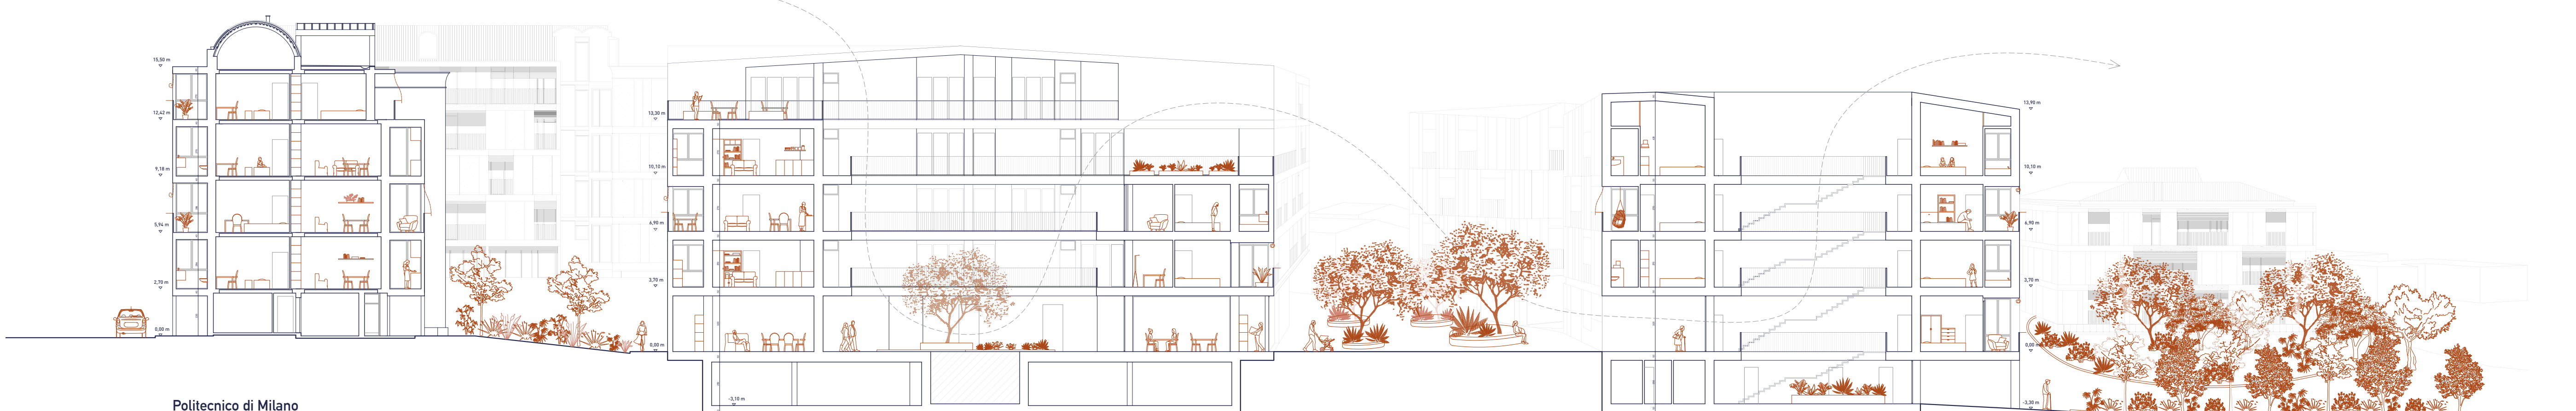 15,50 m
12,42 m
9,18 m
5,94 m
2,70 m
0,00 m
13,30 m
10,10 m
6,90 m
3,70 m
0,00 m
-3,10 m
13,90 m
10,10 m
6,90 m
3,70 m
0,00 m
-3,30 m
Politecnico di Milano